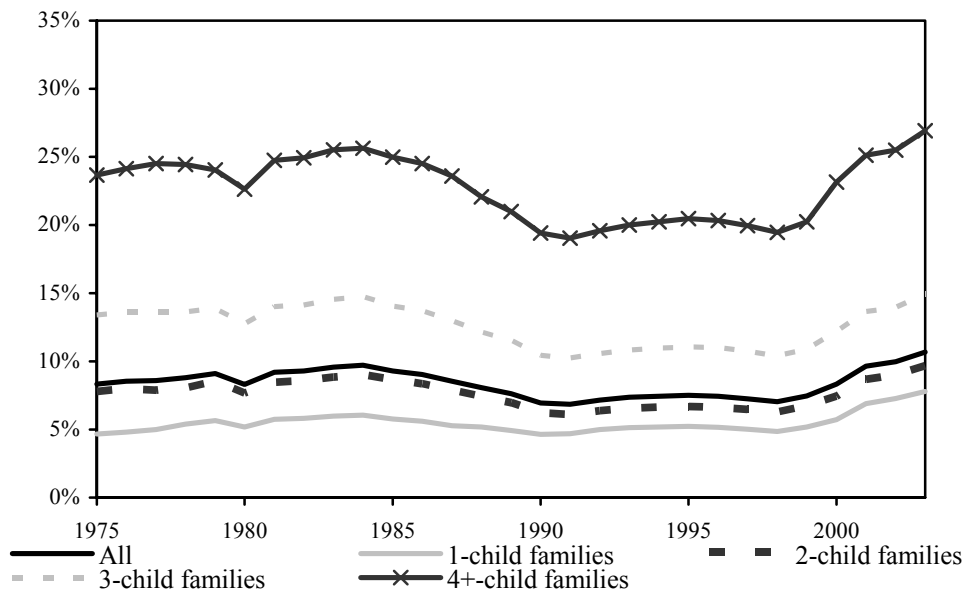 35%
30%
25%
20%
15%
10%
5%
0%
1975 1980 1985 1990 1995 2000
All 1-child families 2-child families
3-child families 4+-child families